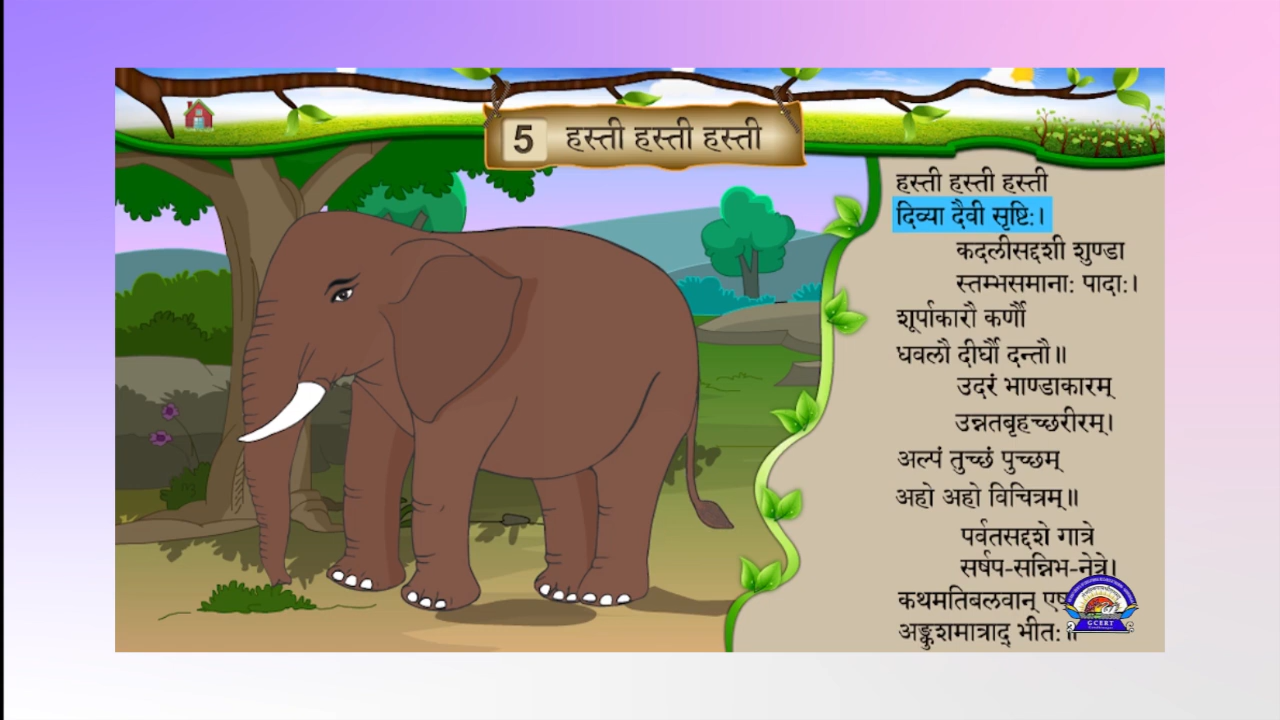 5 हस्ती हस्ती हस्ती
हस्ती हस्ती हस्ती
दिव्या दैवी सृष्टिः।
कदलीसदृशी शुण्डा
स्तम्भसमानाः पादाः।
शूर्पाकारौ कर्णौ
धवलौ दीर्घौ दन्तौ॥
उदरं भाण्डाकारम्
उन्नतबृहच्छरीरम्।
अल्पं तुच्छं पुच्छम्
अहो अहो विचित्रम्॥
पर्वतसदृशे गात्रे
सर्षप-सन्निभ-नेत्रे।
कथमतिबलवान्
अङ्कुशमात्राद् भीतः॥
GCERT